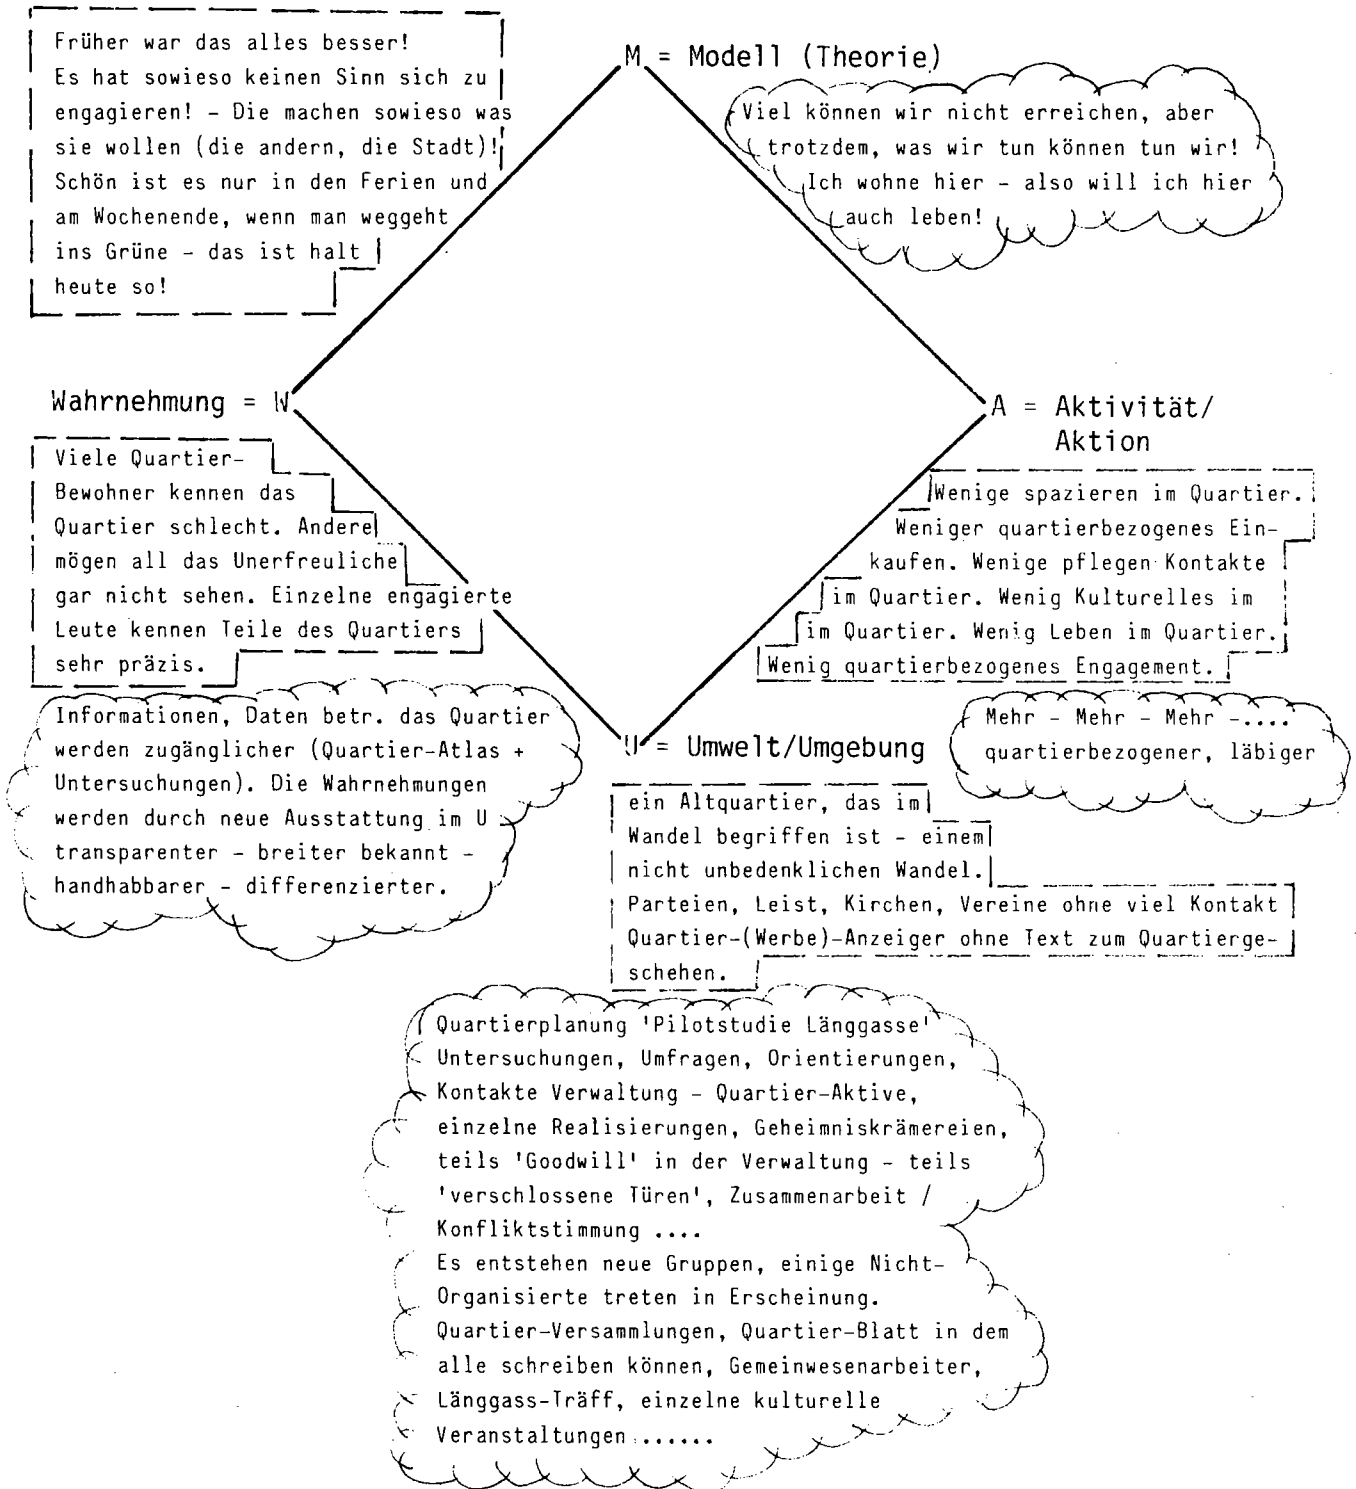 Früher war das alles besser!
Es hat sowieso keinen Sinn sich zu
engagieren! – Die machen sowieso was
sie wollen (die andern, die Stadt)!
Schön ist es nur in den Ferien und
am Wochenende, wenn man weggeht
ins Grüne – das ist halt
heute so!
M = Modell (Theorie)
Viel können wir nicht erreichen, aber
trotzdem, was wir tun können tun wir!
Ich wohne hier – also will ich hier
auch leben!
Wahrnehmung = W
Viele Quartier-
Bewohner kennen das
Quartier schlecht. Andere
mögen all das Unerfreuliche
gar nicht sehen. Einzelne engagierte
Leute kennen Teile des Quartiers
sehr präzis.
Informationen, Daten betr. das Quartier
werden zugänglicher (Quartier-Atlas +
Untersuchungen). Die Wahrnehmungen
werden durch neue Ausstattung im U
transparenter – breiter bekannt –
handhabbarer – differenzierter.
A = Aktivität/
Aktion
Wenige spazieren im Quartier.
Weniger quartierbezogenes Ein-
kaufen. Wenige pflegen Kontakte
im Quartier. Wenig Kulturelles im
im Quartier. Wenig Leben im Quartier.
Wenig quartierbezogenes Engagement.
Mehr – Mehr – Mehr –....
quartierbezogener, läbiger
U = Umwelt/Umgebung
ein Altquartier, das im
Wandel begriffen ist – einem
nicht unbedenklichen Wandel.
Parteien, Leist, Kirchen, Vereine ohne viel Kontakt
Quartier-(Werbe)-Anzeiger ohne Text zum Quartierge-
schehen.
Quartierplanung 'Pilotstudie Länggasse'
Untersuchungen, Umfragen, Orientierungen,
Kontakte Verwaltung – Quartier-Aktive,
einzelne Realisierungen, Geheimniskrämereien,
teils 'Goodwill' in der Verwaltung – teils
'verschlossene Türen', Zusammenarbeit /
Konfliktstimmung ....
Es entstehen neue Gruppen, einige Nicht-
Organisierte treten in Erscheinung.
Quartier-Versammlungen, Quartier-Blatt in dem
alle schreiben können, Gemeinwesenarbeiter,
Länggass-Träff, einzelne kulturelle
Veranstaltungen ......